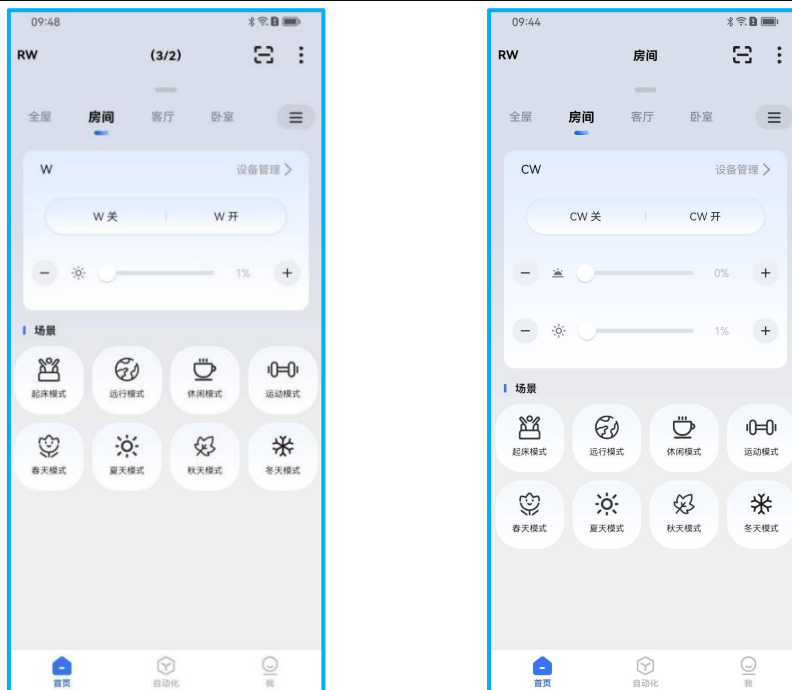 09:48
RW (3/2)
全屋 房间 客厅 卧室
W 设备管理
W 关 W 开
1%
场景
起床模式 远行模式 休闲模式 运动模式
春天模式 夏天模式 秋天模式 冬天模式
首页 自动化 我
09:44
RW 房间
全屋 房间 客厅 卧室
CW 设备管理
CW 关 CW 开
0%
1%
场景
起床模式 远行模式 休闲模式 运动模式
春天模式 夏天模式 秋天模式 冬天模式
首页 自动化 我